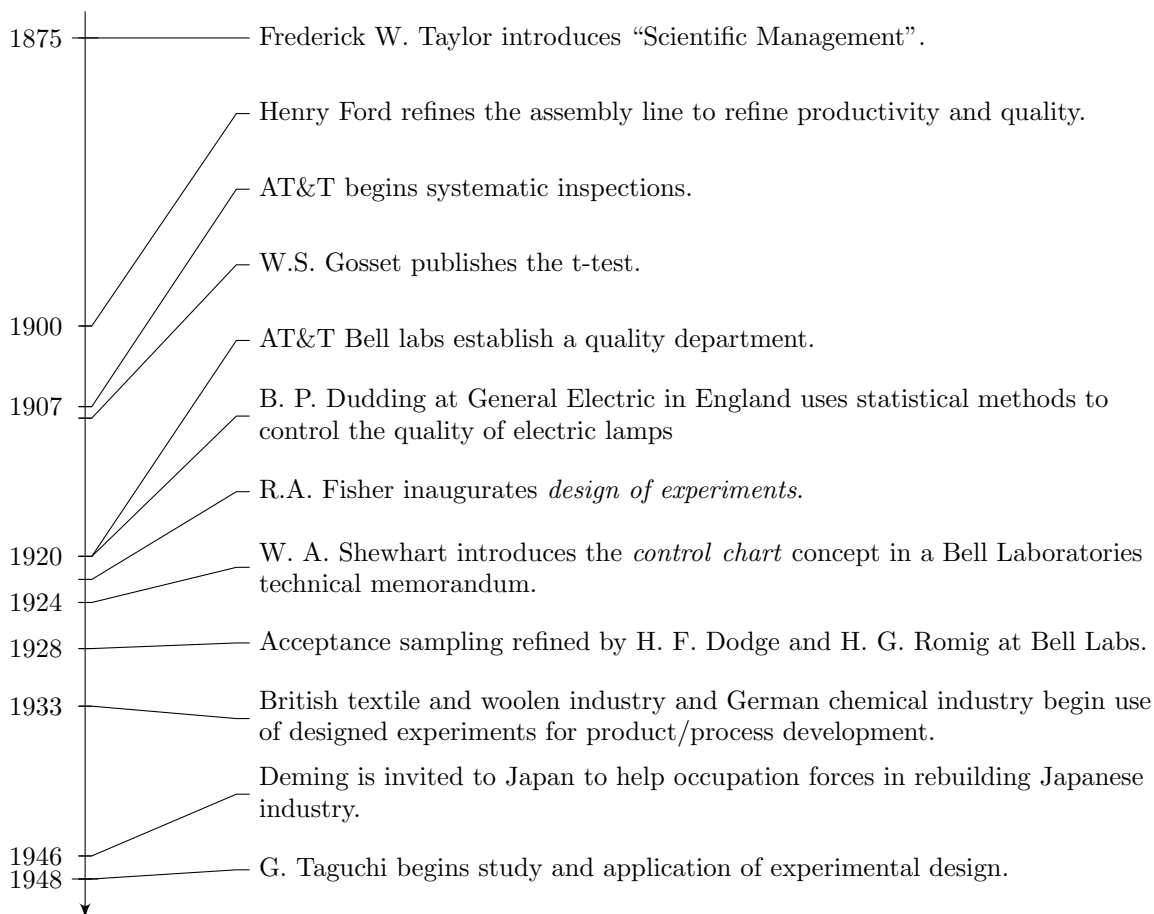 1875 Frederick W. Taylor introduces “Scientific Management”.
Henry Ford refines the assembly line to refine productivity and quality.
AT&T begins systematic inspections.
W.S. Gosset publishes the t-test.
1900
AT&T Bell labs establish a quality department.
1907
B. P. Dudding at General Electric in England uses statistical methods to
control the quality of electric lamps
R.A. Fisher inaugurates design of experiments.
1920
W. A. Shewhart introduces the control chart concept in a Bell Laboratories
technical memorandum.
1924
1928 Acceptance sampling refined by H. F. Dodge and H. G. Romig at Bell Labs.
1933
British textile and woolen industry and German chemical industry begin use
of designed experiments for product/process development.
Deming is invited to Japan to help occupation forces in rebuilding Japanese
industry.
1946
1948 G. Taguchi begins study and application of experimental design.